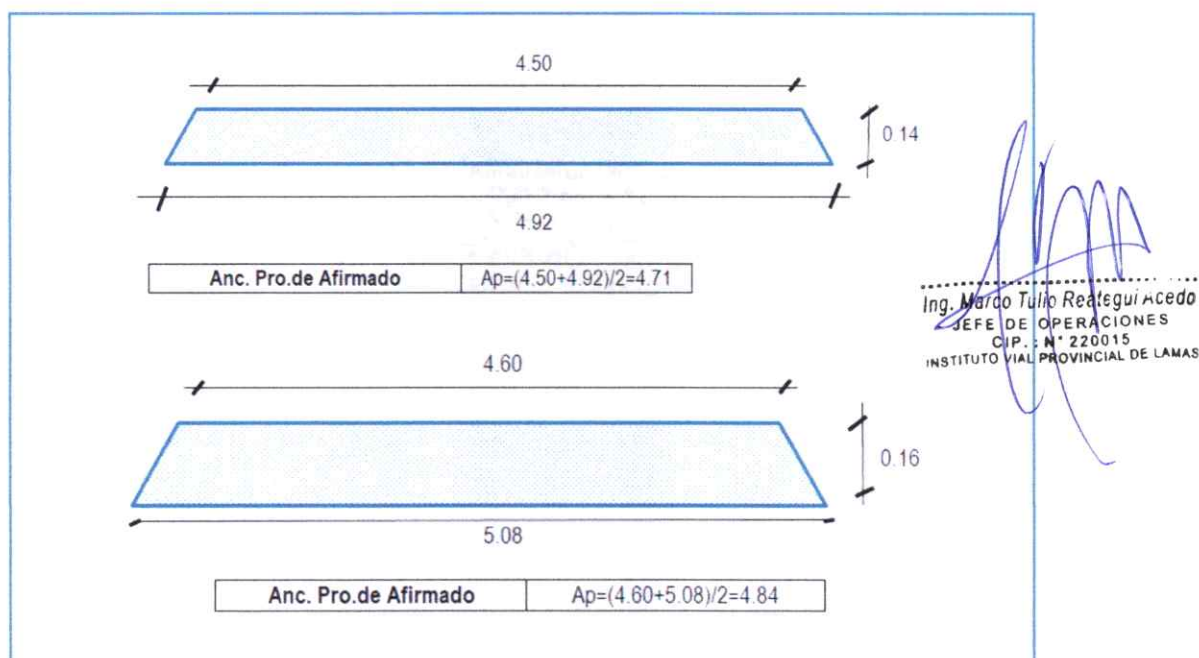 4.50
0.14
4.92
Anc. Pro.de Afirmado Ap=(4.50+4.92)/2=4.71
Ing. Marco Tulio Reátegui Acedo
JEFE DE OPERACIONES
CIP. : N° 220015
INSTITUTO VIAL PROVINCIAL DE LAMAS
4.60
0.16
5.08
Anc. Pro.de Afirmado Ap=(4.60+5.08)/2=4.84